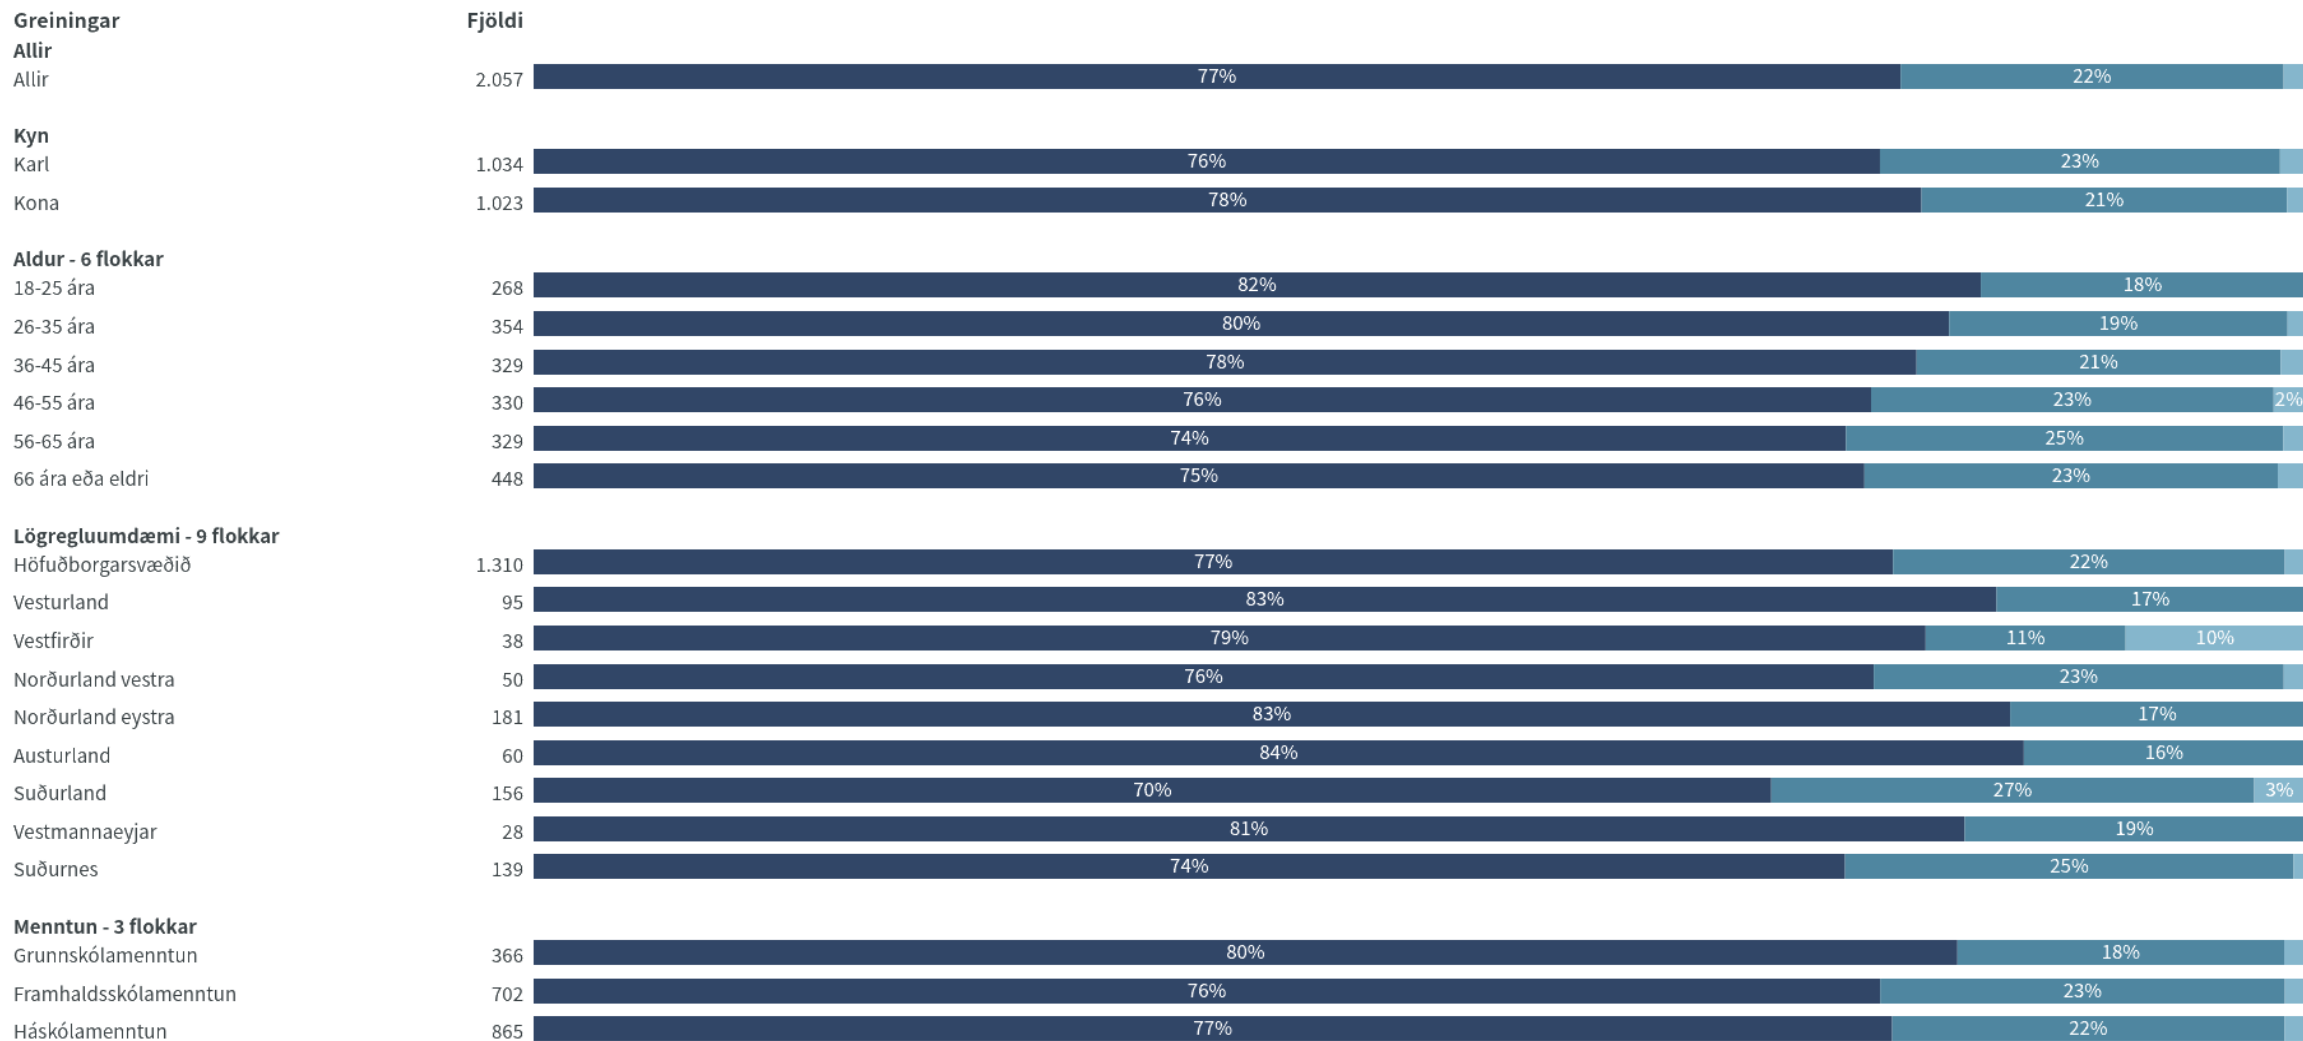 Greiningar Fjöldi
Allir
Allir 2.057 77% 22%
Kyn
Karl 1.034 76% 23%
Kona 1.023 78% 21%
Aldur - 6 flokkar
18-25 ára 268 82% 18%
26-35 ára 354 80% 19%
36-45 ára 329 78% 21%
46-55 ára 330 76% 23% 2%
56-65 ára 329 74% 25%
66 ára eða eldri 448 75% 23%
Lögregluumdæmi - 9 flokkar
Höfuðborgarsvæðið 1.310 77% 22%
Vesturland 95 83% 17%
Vestfirðir 38 79% 11% 10%
Norðurland vestra 50 76% 23%
Norðurland eystra 181 83% 17%
Austurland 60 84% 16%
Suðurland 156 70% 27% 3%
Vestmannaeyjar 28 81% 19%
Suðurnes 139 74% 25%
Menntun - 3 flokkar
Grunnskólamenntun 366 80% 18%
Framhaldsskólamenntun 702 76% 23%
Háskólamenntun 865 77% 22%